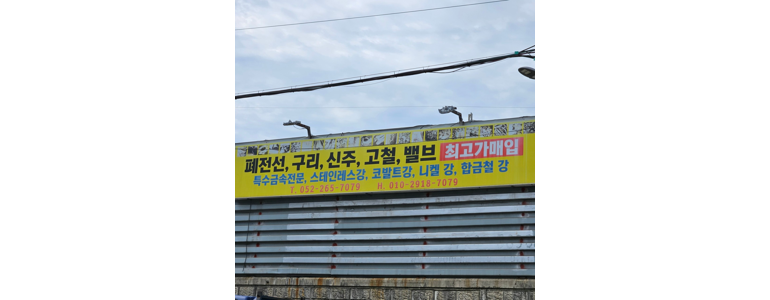 폐전선, 구리, 신주, 고철, 밸브 최고가매입
특수금속전문, 스테인레스강, 코발트강, 니켈 강, 합금철 강
T. 052-265-7079 H. 010-2918-7079